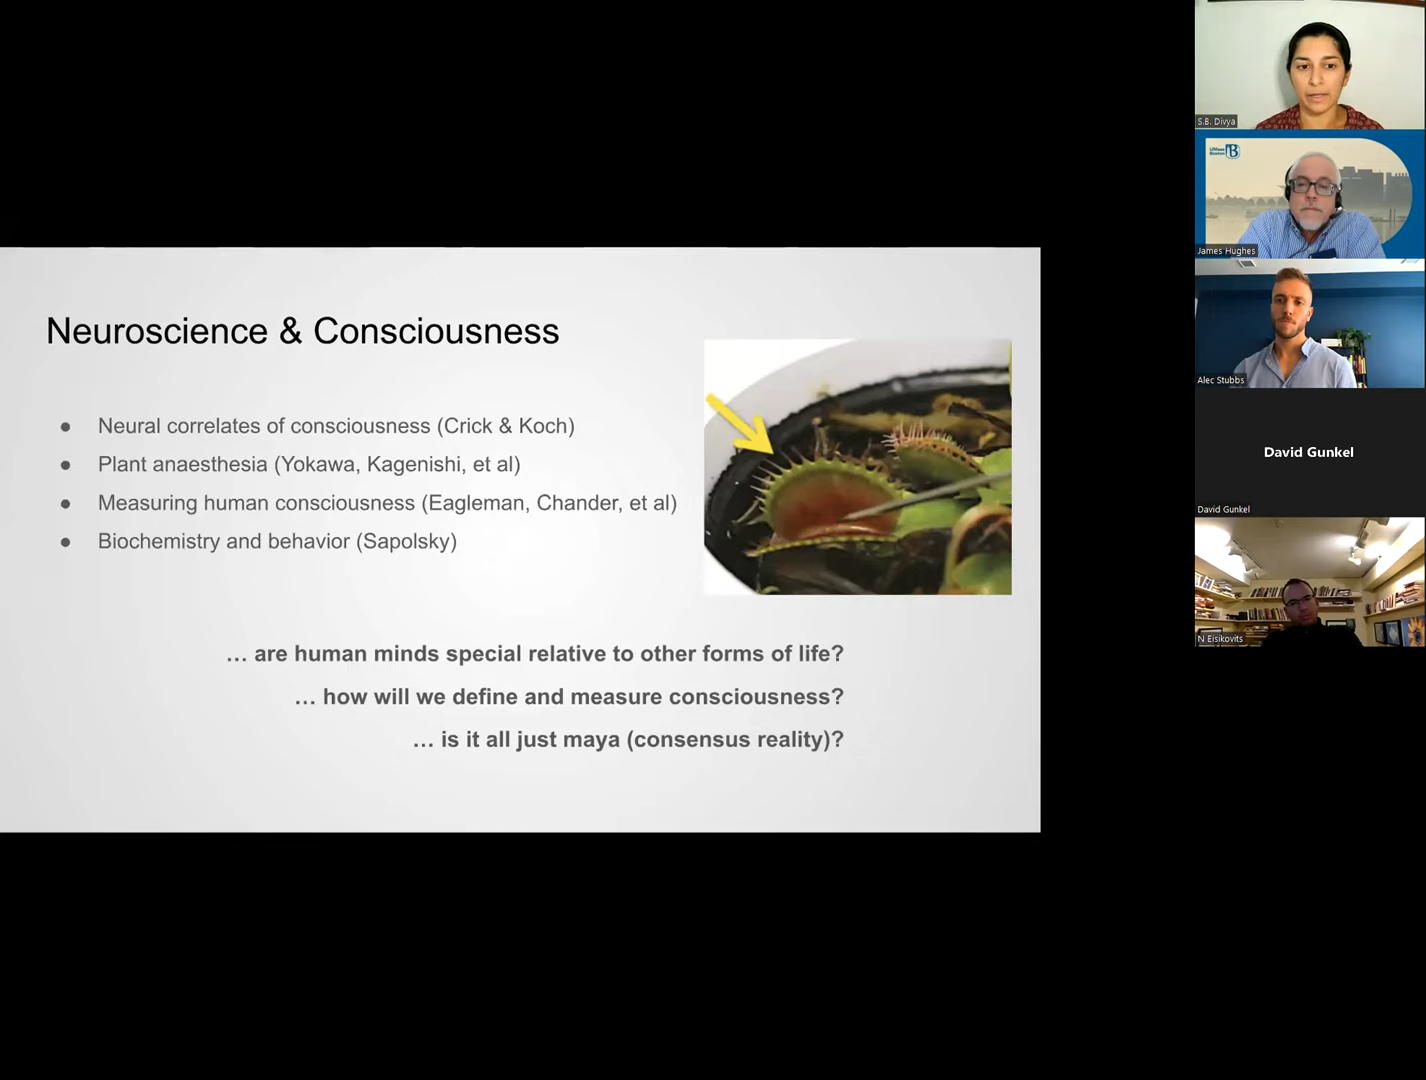 Neuroscience & Consciousness
● Neural correlates of consciousness (Crick & Koch)
● Plant anaesthesia (Yokawa, Kagenishi, et al)
● Measuring human consciousness (Eagleman, Chander, et al)
● Biochemistry and behavior (Sapolsky)
… are human minds special relative to other forms of life?
… how will we define and measure consciousness?
… is it all just maya (consensus reality)?
S.B. Divya
UMass
Boston
B
James Hughes
Alec Stubbs
David Gunkel
David Gunkel
N Eisikovits